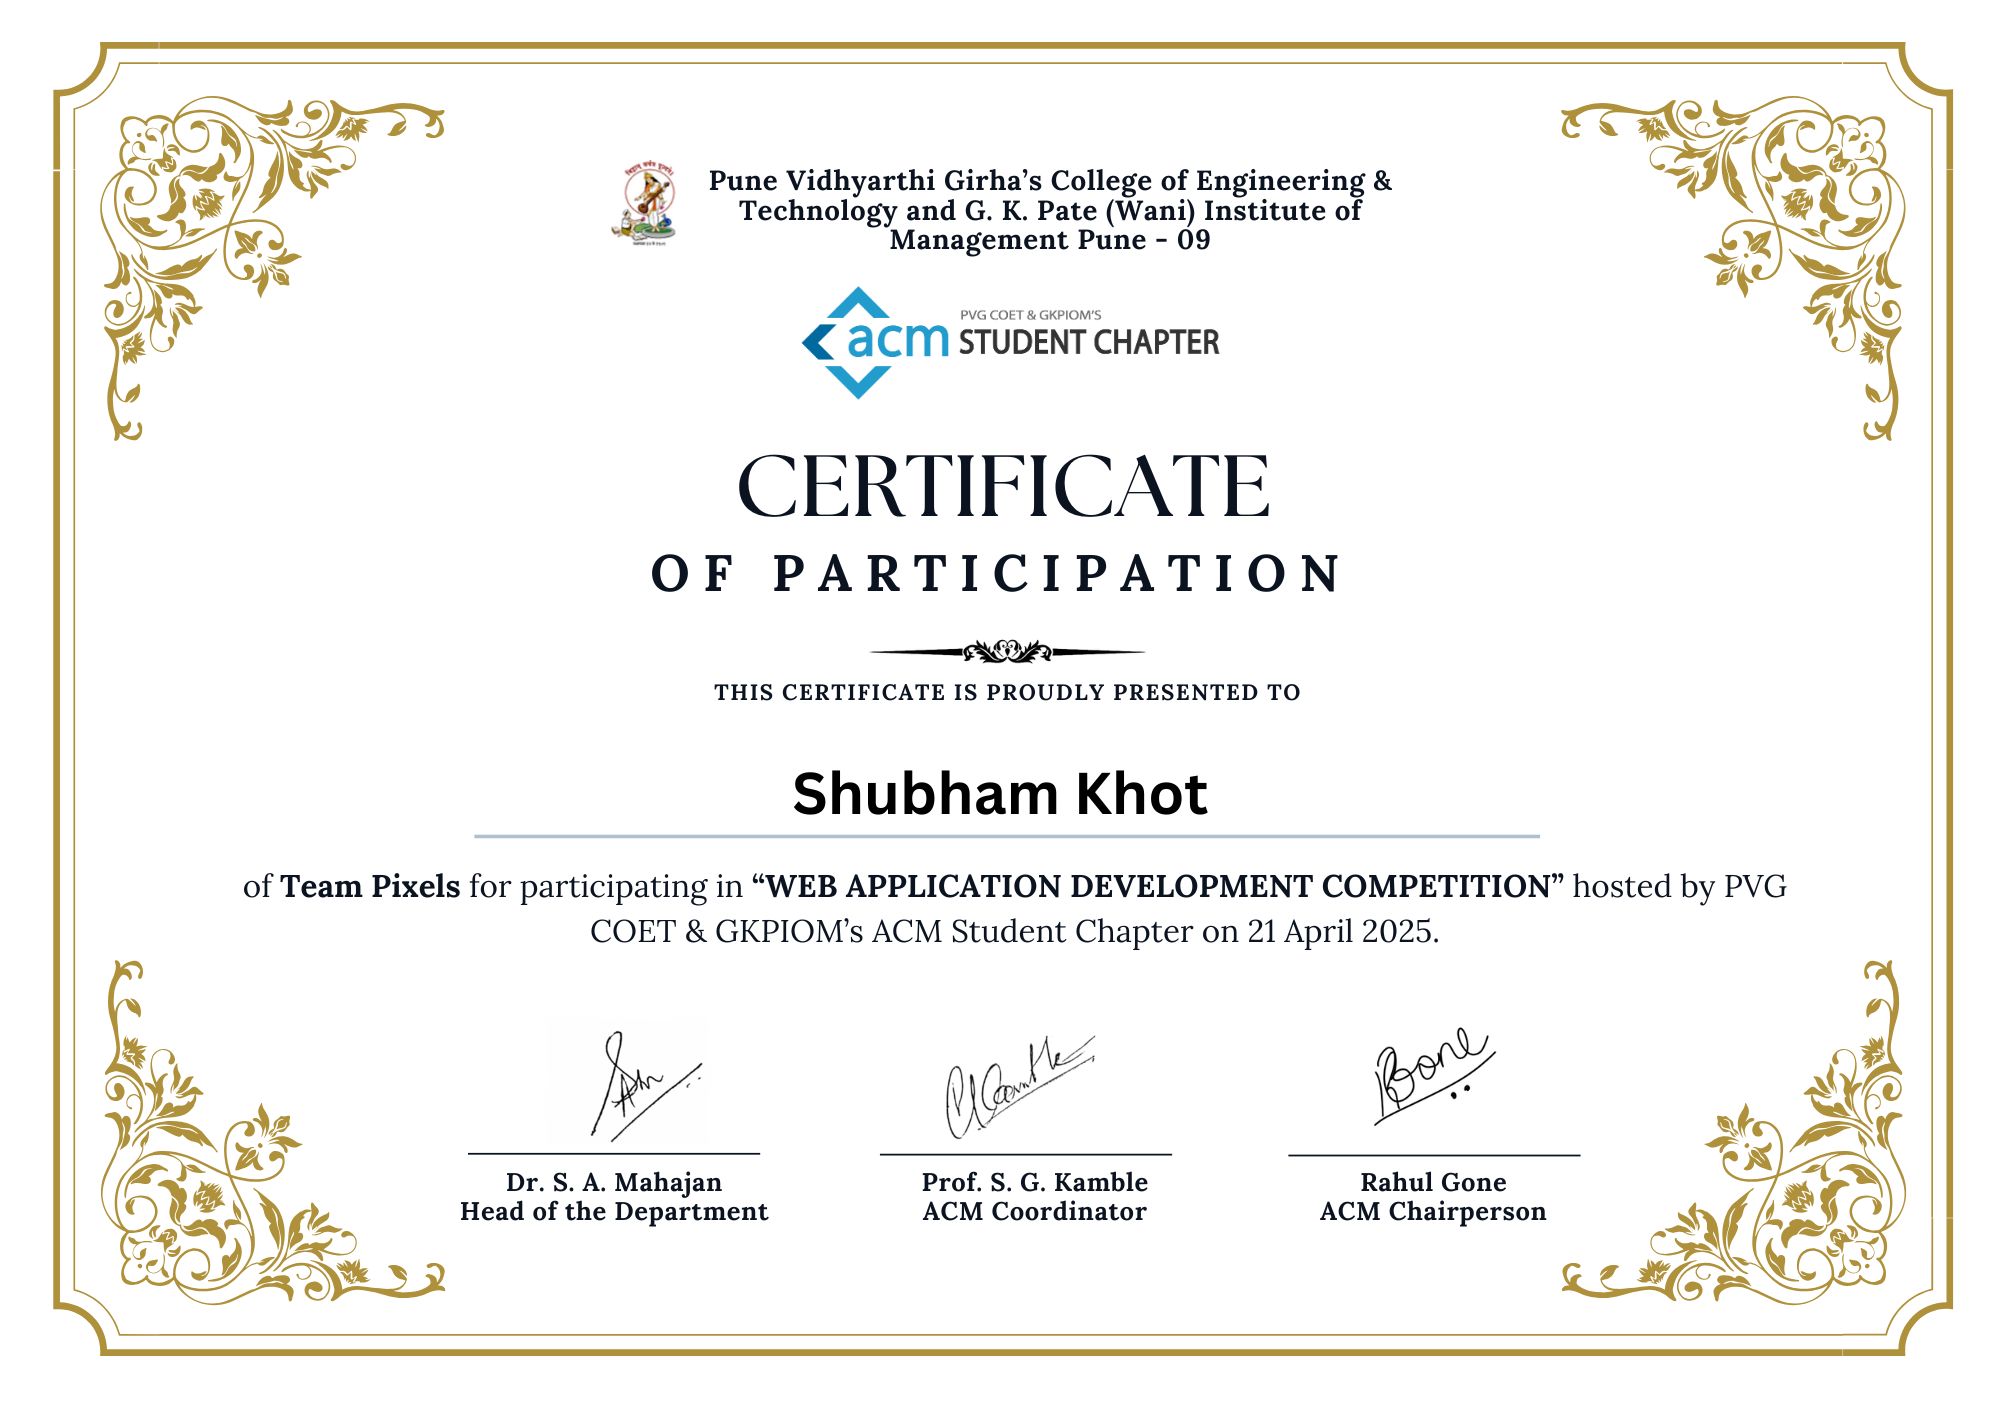 Pune Vidhyarthi Girha’s College of Engineering &
Technology and G. K. Pate (Wani) Institute of
Management Pune - 09
PVG COET & GKPIOM'S
acm STUDENT CHAPTER
CERTIFICATE
OF PARTICIPATION
THIS CERTIFICATE IS PROUDLY PRESENTED TO
Shubham Khot
of Team Pixels for participating in “WEB APPLICATION DEVELOPMENT COMPETITION” hosted by PVG
COET & GKPIOM’s ACM Student Chapter on 21 April 2025.
Dr. S. A. Mahajan
Head of the Department
Prof. S. G. Kamble
ACM Coordinator
Rahul Gone
ACM Chairperson